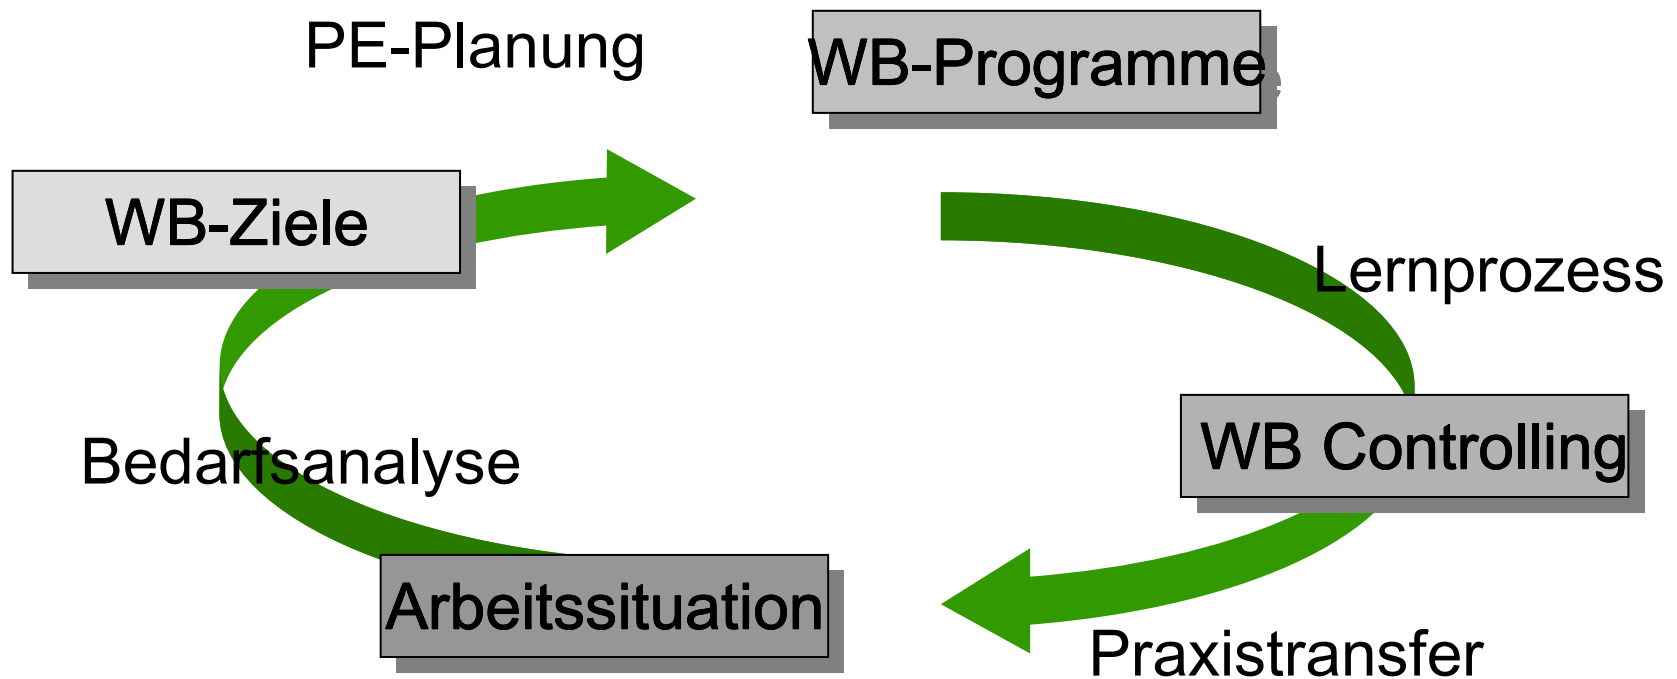 PE-Planung
WB-Programme
WB-Ziele
Lernprozess
Bedarfsanalyse
WB Controlling
Arbeitssituation
Praxistransfer